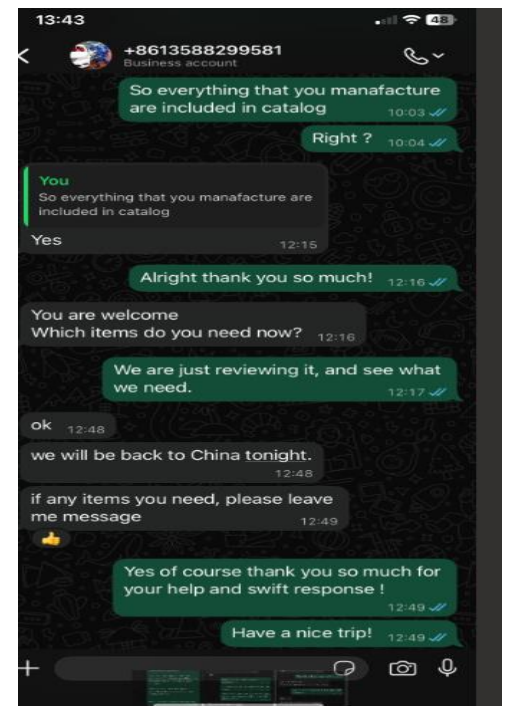 13:43
48
+8613588299581
Business account
So everything that you manafacture
are included in catalog
10:03
Right ?
10:04
You
So everything that you manafacture are
included in catalog
Yes
12:15
Alright thank you so much!
12:16
You are welcome
Which items do you need now?
12:16
We are just reviewing it, and see what
we need.
12:17
ok
12:48
we will be back to China tonight.
12:48
if any items you need, please leave
me message
12:49
Yes of course thank you so much for
your help and swift response !
12:49
Have a nice trip!
12:49